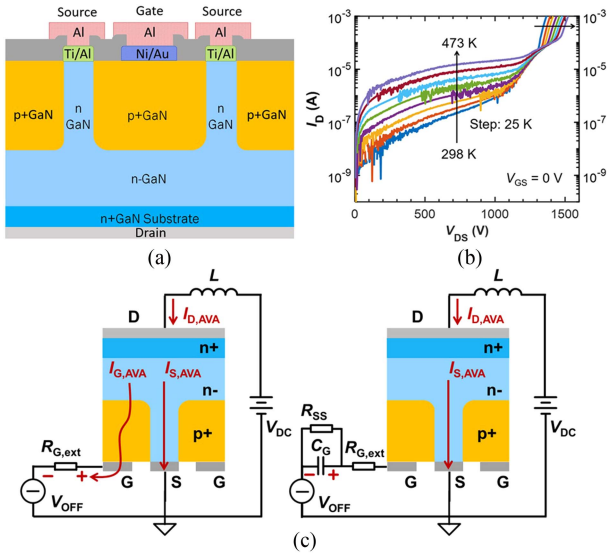 Source Gate Source
Al Al Al
Ti/Al Ni/Au Ti/Al
p+GaN n GaN p+GaN n GaN p+GaN
n-GaN
n+GaN Substrate
Drain
(a)
I_D (A)
10^-3
10^-5
10^-7
10^-9
10^-3
10^-5
10^-7
10^-9
473 K
Step: 25 K
298 K
V_GS = 0 V
0 500 1000 1500
V_DS (V)
(b)
L
D
I_D,AVA
n+
I_G,AVA I_S,AVA
n-
p+
V_DC
R_G,ext
− +
G S G
V_OFF
L
D
I_D,AVA
n+
I_S,AVA
n-
R_SS
p+
V_DC
C_G
R_G,ext
− +
G S G
V_OFF
(c)